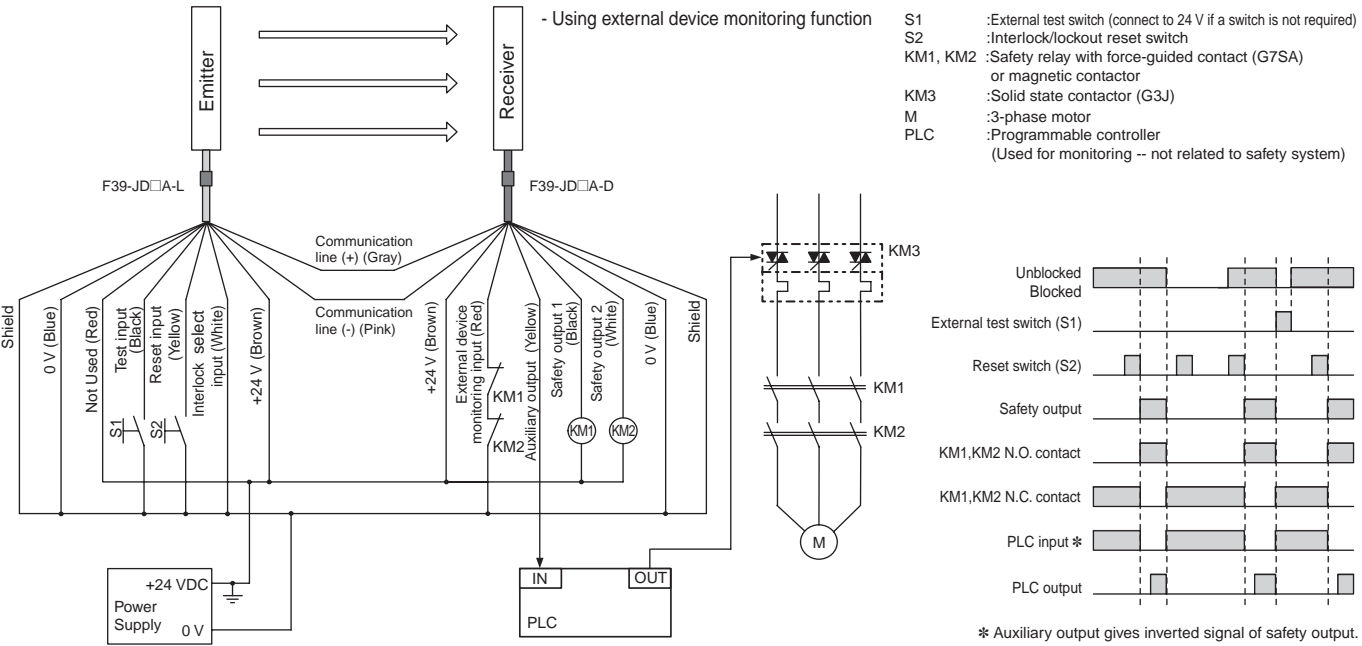 - Using external device monitoring function
S1 :External test switch (connect to 24 V if a switch is not required)
S2 :Interlock/lockout reset switch
KM1, KM2 :Safety relay with force-guided contact (G7SA)
or magnetic contactor
KM3 :Solid state contactor (G3J)
M :3-phase motor
PLC :Programmable controller
(Used for monitoring -- not related to safety system)
Emitter
Receiver
F39-JD□A-L
F39-JD□A-D
Communication
line (+) (Gray)
Communication
line (-) (Pink)
Shield
0 V (Blue)
Not Used (Red)
Test input
(Black)
Reset input
(Yellow)
Interlock select
input (White)
+24 V (Brown)
+24 V (Brown)
External device
monitoring input (Red)
Auxiliary output (Yellow)
Safety output 1
(Black)
Safety output 2
(White)
0 V (Blue)
Shield
S1
S2
KM1
KM2
KM1
KM2
KM3
KM1
KM2
M
+24 VDC
Power
Supply
0 V
IN
OUT
PLC
Unblocked
Blocked
External test switch (S1)
Reset switch (S2)
Safety output
KM1,KM2 N.O. contact
KM1,KM2 N.C. contact
PLC input ✻
PLC output
✻ Auxiliary output gives inverted signal of safety output.